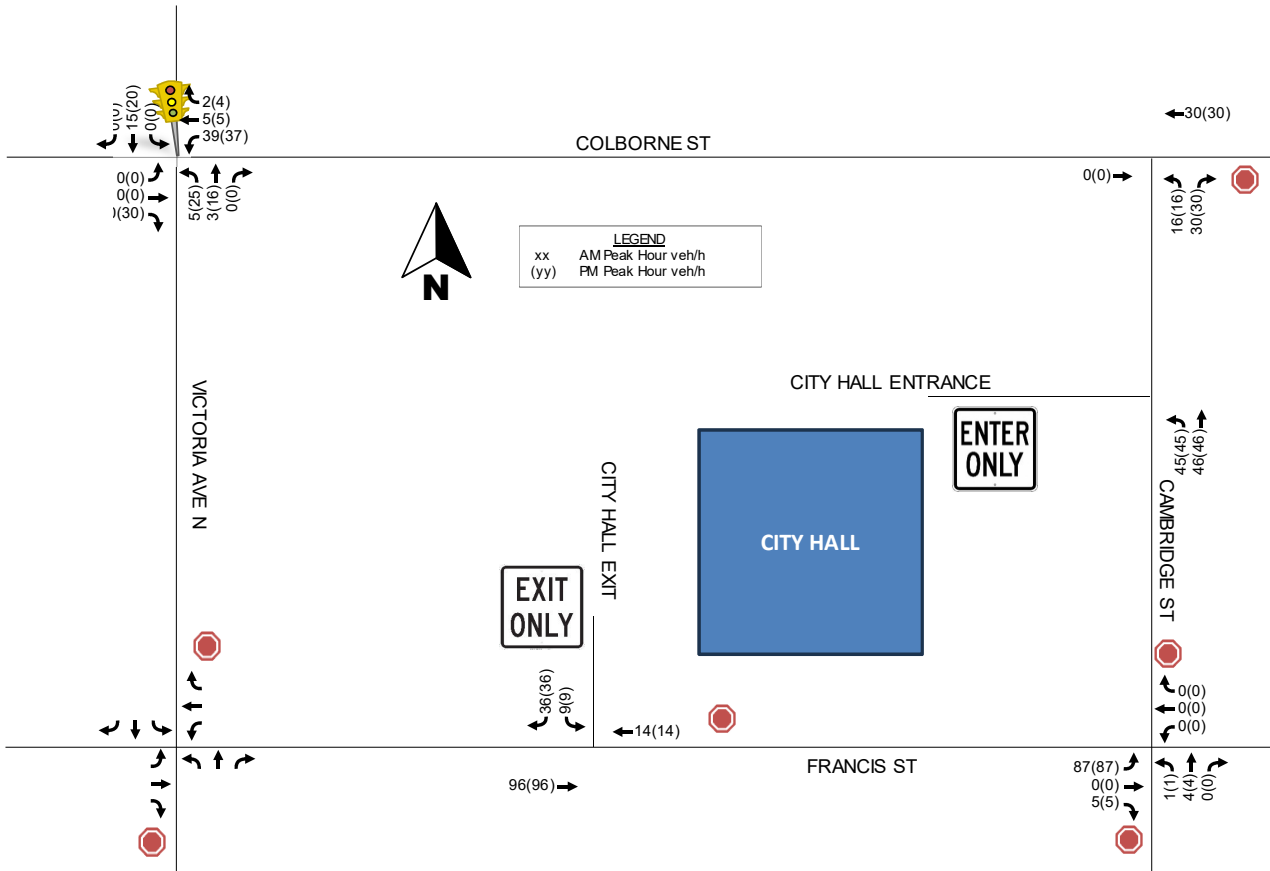 0(0)
15(20)
0(0)
2(4)
5(5)
39(37)
COLBORNE ST
30(30)
0(0)
0(0)
5(25)
3(16)
0(0)
0(0)
16(16)
30(30)
LEGEND
xx AM Peak Hour veh/h
(yy) PM Peak Hour veh/h
N
VICTORIA AVE N
CITY HALL ENTRANCE
ENTER
ONLY
45(45)
46(46)
CITY HALL EXIT
CITY HALL
CAMBRIDGE ST
EXIT
ONLY
36(36)
9(9)
14(14)
0(0)
0(0)
0(0)
FRANCIS ST
96(96)
87(87)
0(0)
5(5)
1(1)
4(4)
0(0)